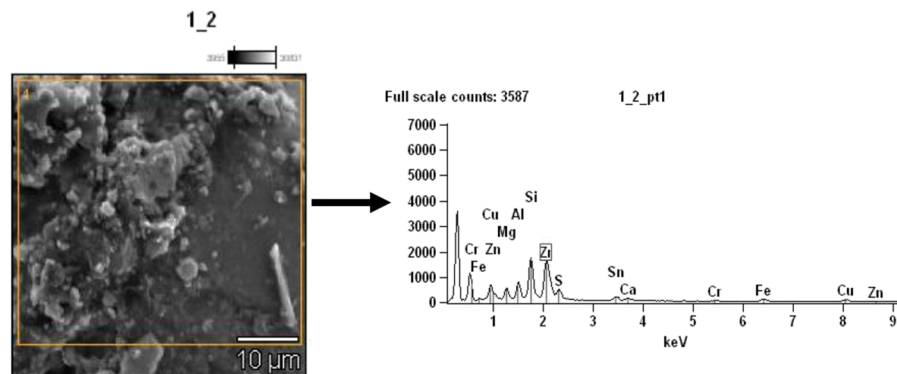 1_2
10 µm
Full scale counts: 3587
1_2_pt1
7000
6000
5000
4000
3000
2000
1000
0
Si
Cu Al
Mg
Cr Zn
Fe
Zr
S
Sn
Ca
Cr
Fe
Cu
Zn
1 2 3 4 5 6 7 8 9
keV